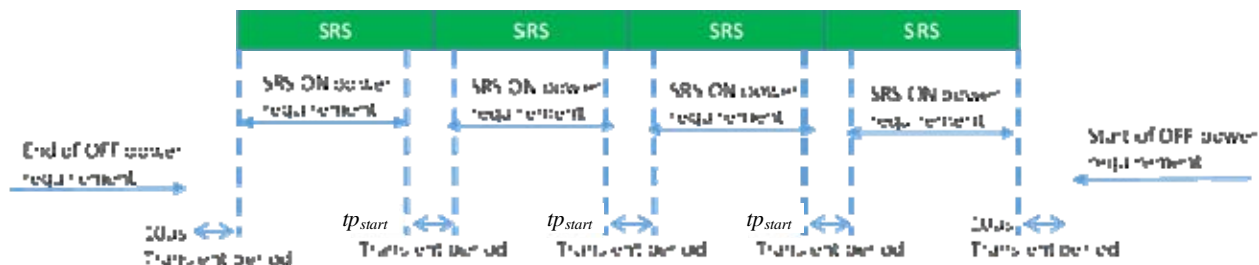 SRS SRS SRS SRS
SRS ON power
requirement
SRS ON power
requirement
SRS ON power
requirement
SRS ON power
requirement
End of OFF power
requirement
Start of OFF power
requirement
10µs
Transient period
tpstart
Transient period
tpstart
Transient period
tpstart
Transient period
10µs
Transient period